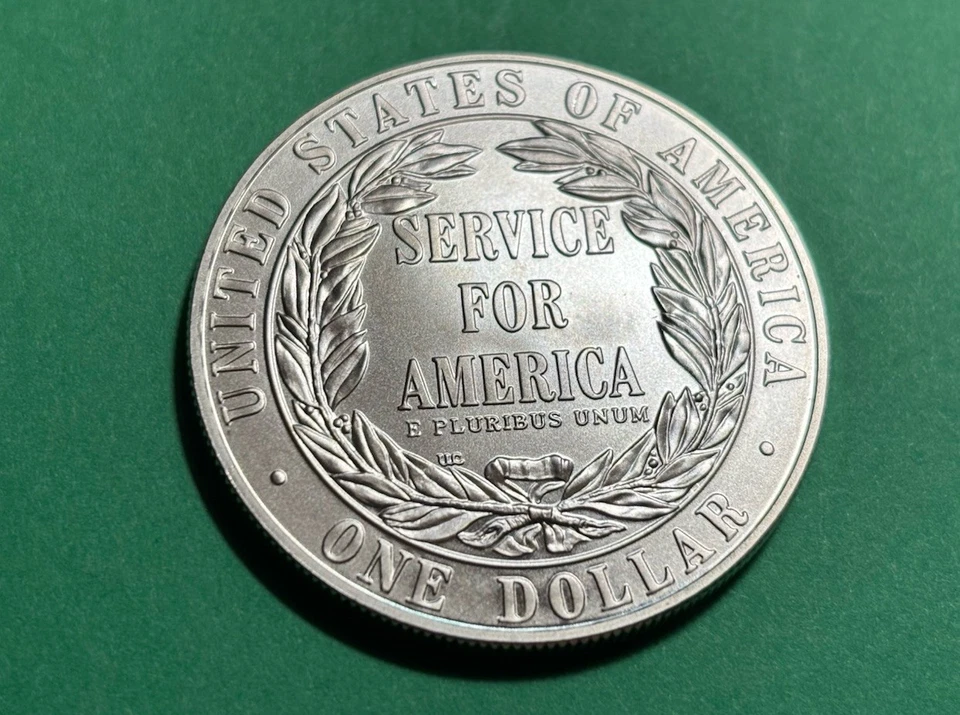 UNITED STATES OF AMERICA
SERVICE
FOR
AMERICA
E PLURIBUS UNUM
ONE DOLLAR